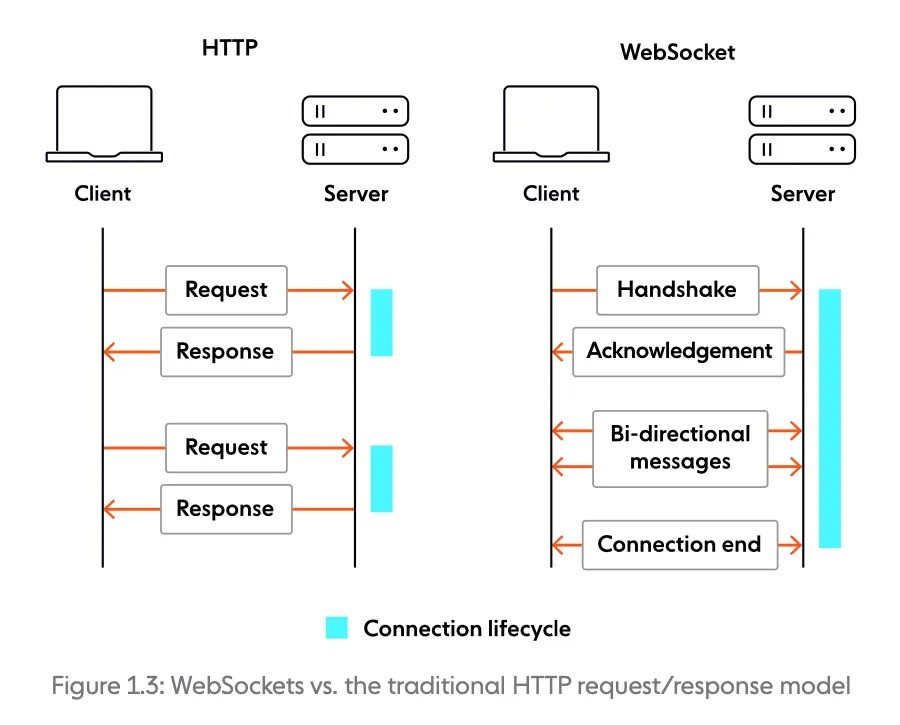 HTTP
Client
Server
Request
Response
Request
Response
WebSocket
Client
Server
Handshake
Acknowledgement
Bi-directional
messages
Connection end
Connection lifecycle
Figure 1.3: WebSockets vs. the traditional HTTP request/response model